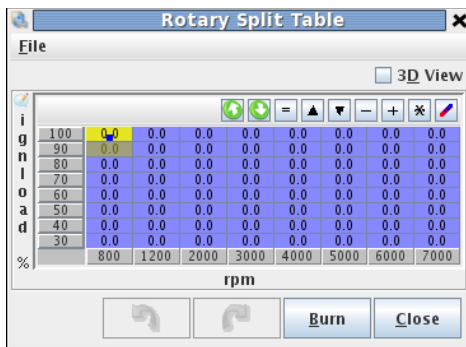 Rotary Split Table
File
3D View
= - + *
ignload %
100 0.0 0.0 0.0 0.0 0.0 0.0 0.0 0.0
90 0.0 0.0 0.0 0.0 0.0 0.0 0.0 0.0
80 0.0 0.0 0.0 0.0 0.0 0.0 0.0 0.0
70 0.0 0.0 0.0 0.0 0.0 0.0 0.0 0.0
60 0.0 0.0 0.0 0.0 0.0 0.0 0.0 0.0
50 0.0 0.0 0.0 0.0 0.0 0.0 0.0 0.0
40 0.0 0.0 0.0 0.0 0.0 0.0 0.0 0.0
30 0.0 0.0 0.0 0.0 0.0 0.0 0.0 0.0
800 1200 2000 3000 4000 5000 6000 7000
rpm
Burn Close